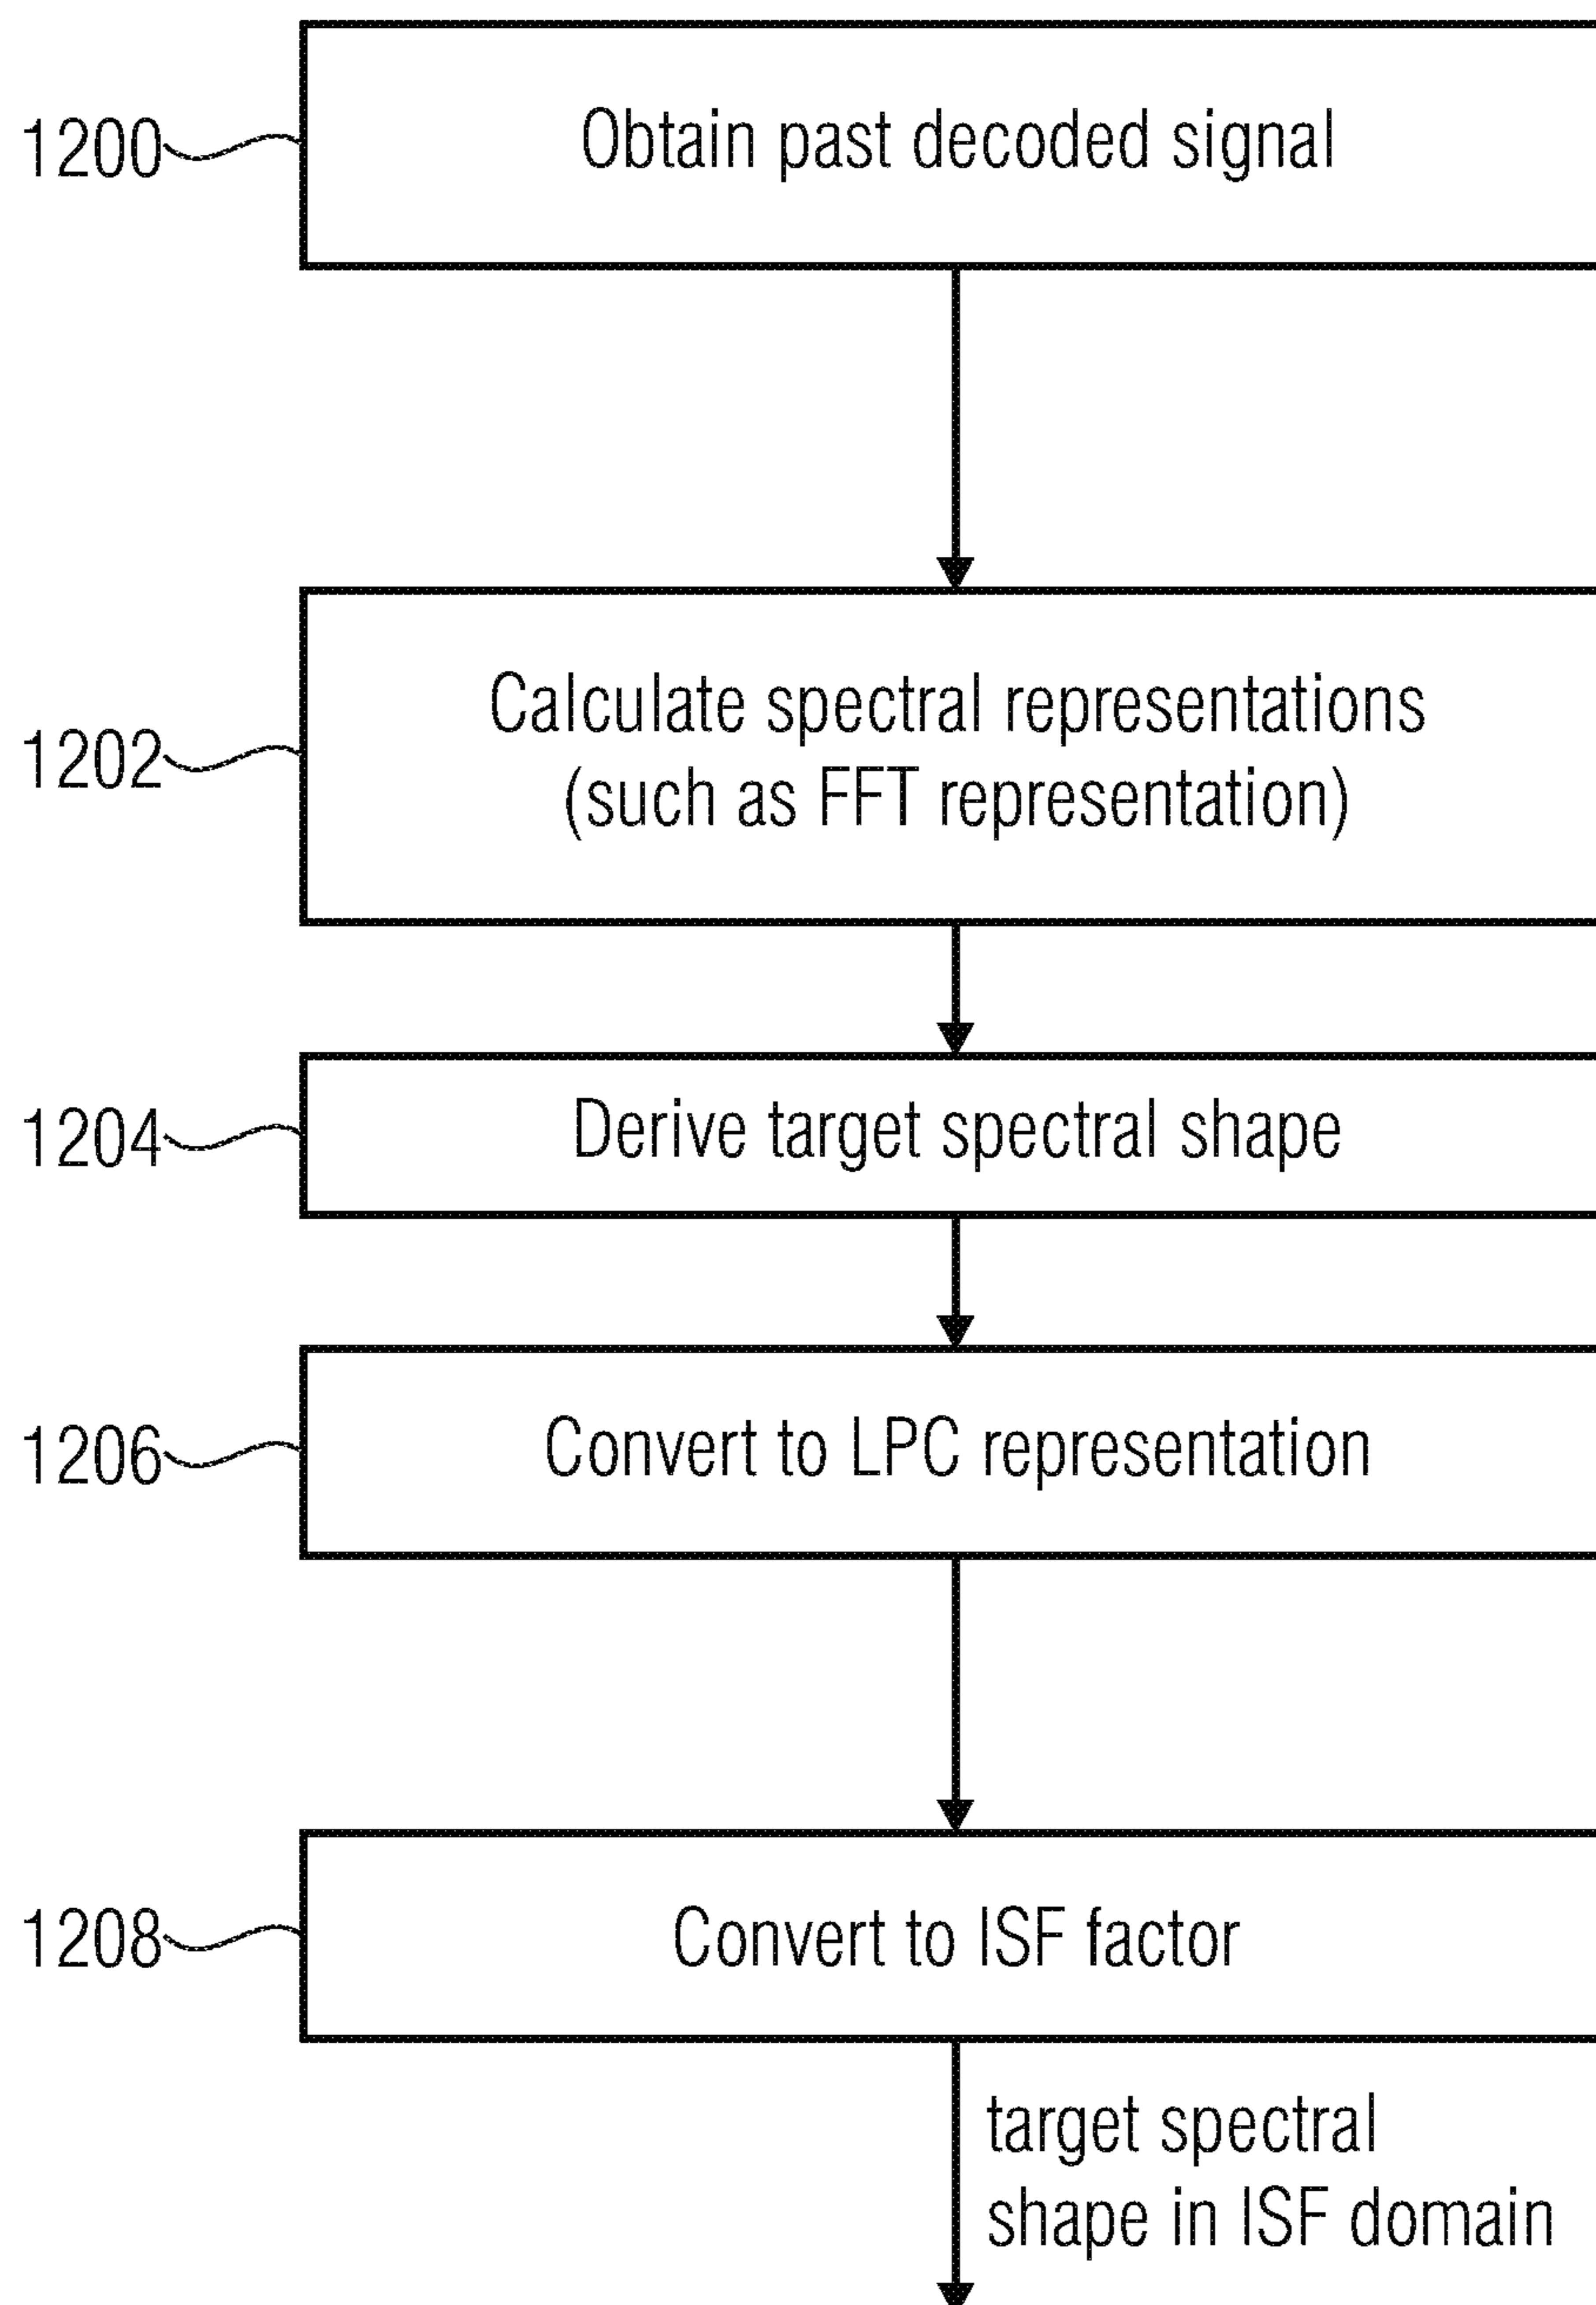 1200
Obtain past decoded signal
1202
Calculate spectral representations
(such as FFT representation)
1204
Derive target spectral shape
1206
Convert to LPC representation
1208
Convert to ISF factor
target spectral
shape in ISF domain